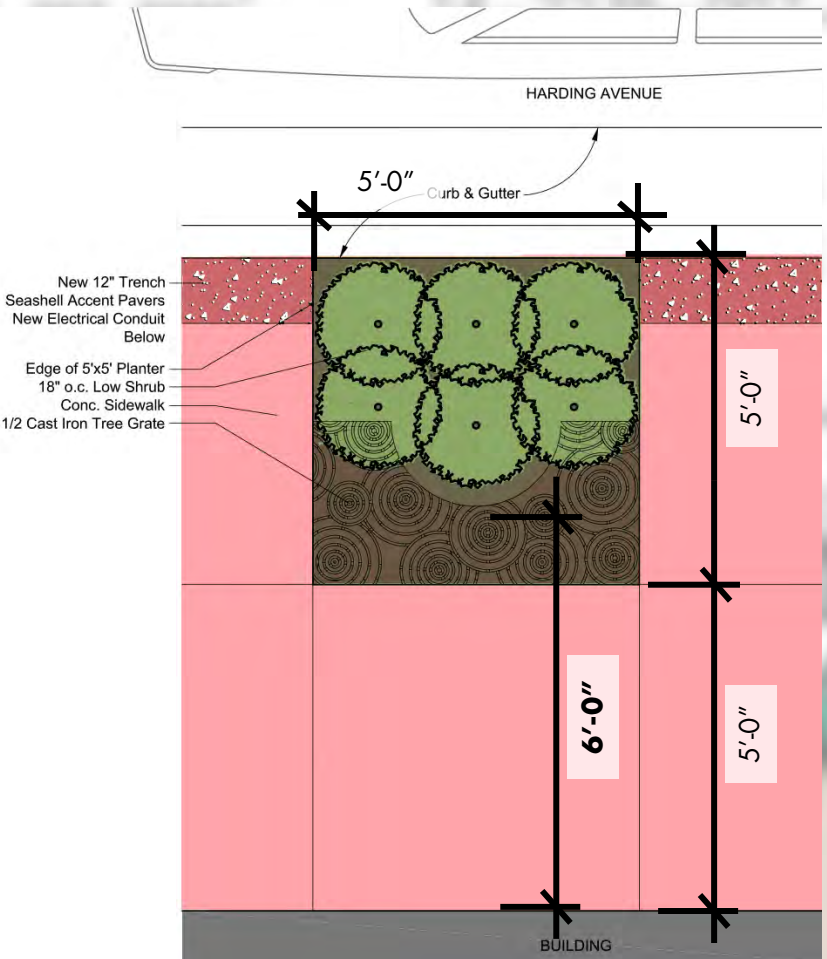 HARDING AVENUE
5'-0"
Curb & Gutter
New 12" Trench
Seashell Accent Pavers
New Electrical Conduit
Below
Edge of 5'x5' Planter
18" o.c. Low Shrub
Conc. Sidewalk
1/2 Cast Iron Tree Grate
5'-0"
6'-0"
5'-0"
BUILDING